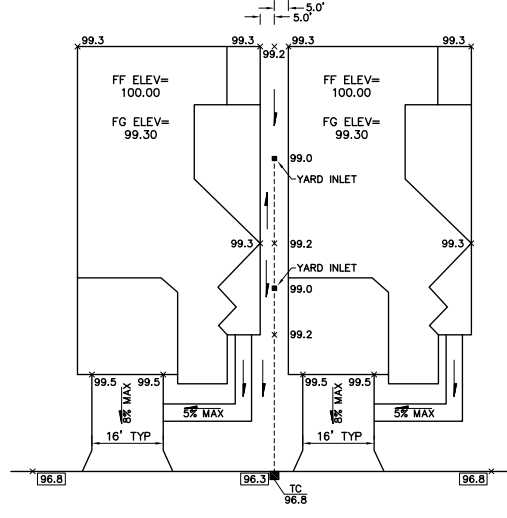 5.0'
5.0'
99.3 99.3 99.2 99.3 99.3
FF ELEV=
100.00
FF ELEV=
100.00
FG ELEV=
99.30
FG ELEV=
99.30
99.0
YARD INLET
99.3 99.2 99.3
YARD INLET
99.0
99.2
99.5 99.5 99.5 99.5
8% MAX 5% MAX 8% MAX 5% MAX
16' TYP 16' TYP
96.8 96.3 96.8
TC
96.8